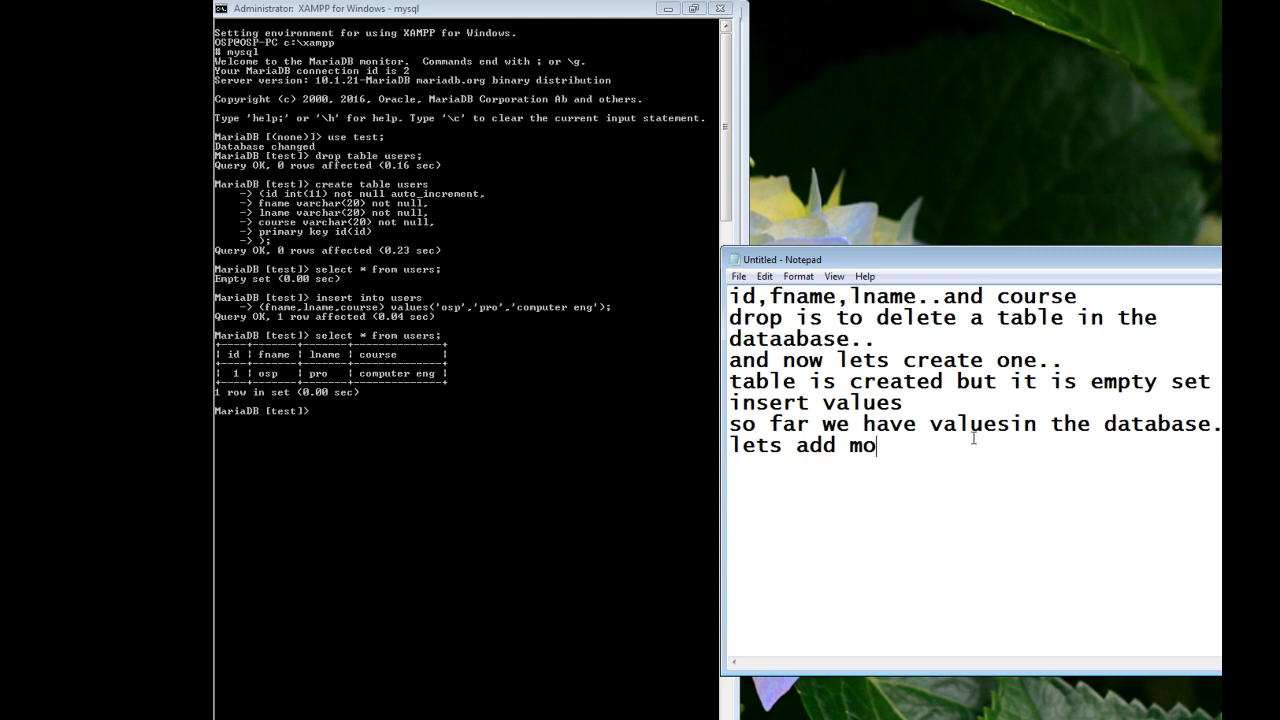 Administrator: XAMPP for Windows - mysql
Setting environment for using XAMPP for Windows.
OSP@OSP-PC c:\xampp
# mysql
Welcome to the MariaDB monitor.  Commands end with ; or \g.
Your MariaDB connection id is 2
Server version: 10.1.21-MariaDB mariadb.org binary distribution
Copyright (c) 2000, 2016, Oracle, MariaDB Corporation Ab and others.
Type 'help;' or '\h' for help. Type '\c' to clear the current input statement.
MariaDB [(none)]> use test;
Database changed
MariaDB [test]> drop table users;
Query OK, 0 rows affected (0.16 sec)
MariaDB [test]> create table users
-> (id int(11) not null auto_increment,
-> fname varchar(20) not null,
-> lname varchar(20) not null,
-> course varchar(20) not null,
-> primary key id(id)
-> );
Query OK, 0 rows affected (0.23 sec)
MariaDB [test]> select * from users;
Empty set (0.00 sec)
MariaDB [test]> insert into users
-> (fname,lname,course) values('osp','pro','computer eng');
Query OK, 1 row affected (0.04 sec)
MariaDB [test]> select * from users;
+----+-------+-------+--------------+
| id | fname | lname | course       |
+----+-------+-------+--------------+
|  1 | osp   | pro   | computer eng |
+----+-------+-------+--------------+
1 row in set (0.00 sec)
MariaDB [test]>
Untitled - Notepad
File Edit Format View Help
id,fname,lname..and course
drop is to delete a table in the
dataabase..
and now lets create one..
table is created but it is empty set
insert values
so far we have valuesin the database.
lets add mo